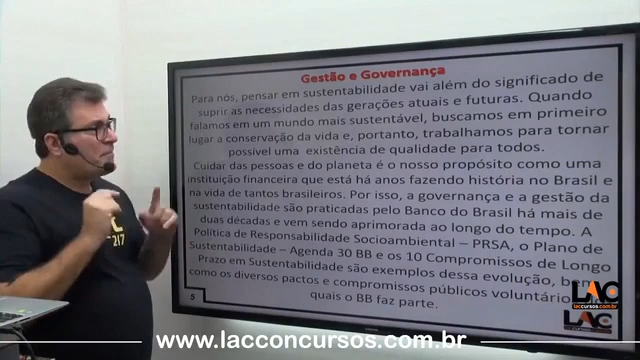 Gestão e Governança
Para nós, pensar em sustentabilidade vai além do significado de
suprir as necessidades das gerações atuais e futuras. Quando
falamos em um mundo mais sustentável, buscamos em primeiro
lugar a conservação da vida e, portanto, trabalhamos para tornar
possível uma existência de qualidade para todos.
Cuidar das pessoas e do planeta é o nosso propósito como uma
instituição financeira que está há anos fazendo história no Brasil e
na vida de tantos brasileiros. Por isso, a governança e a gestão da
sustentabilidade são praticadas pelo Banco do Brasil há mais de
duas décadas e vem sendo aprimorada ao longo do tempo. A
Política de Responsabilidade Socioambiental – PRSA, o Plano de
Sustentabilidade – Agenda 30 BB e os 10 Compromissos de Longo
Prazo em Sustentabilidade são exemplos dessa evolução,
como os diversos pactos e compromissos públicos voluntários
quais o BB faz parte.
5
217
LAC
laccursos.com.br
LAC
www.lacconcursos.com.br